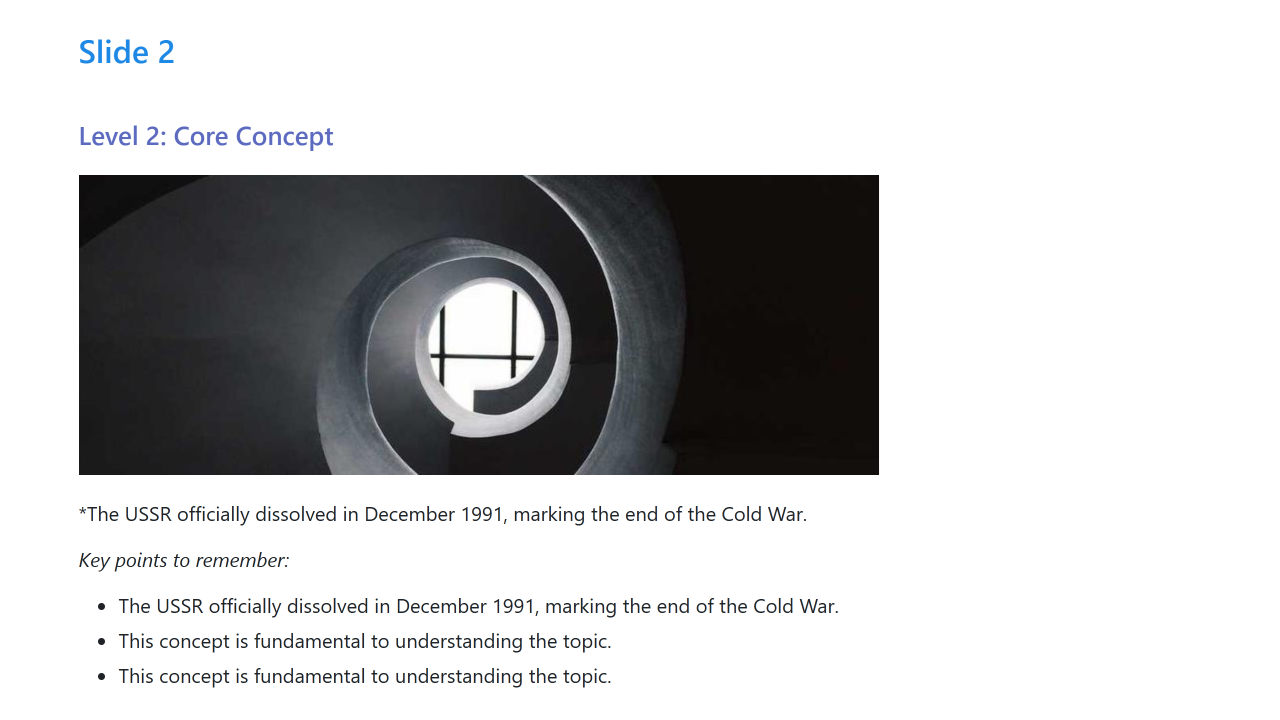 Slide 2
Level 2: Core Concept
*The USSR officially dissolved in December 1991, marking the end of the Cold War.
Key points to remember:
• The USSR officially dissolved in December 1991, marking the end of the Cold War.
• This concept is fundamental to understanding the topic.
• This concept is fundamental to understanding the topic.